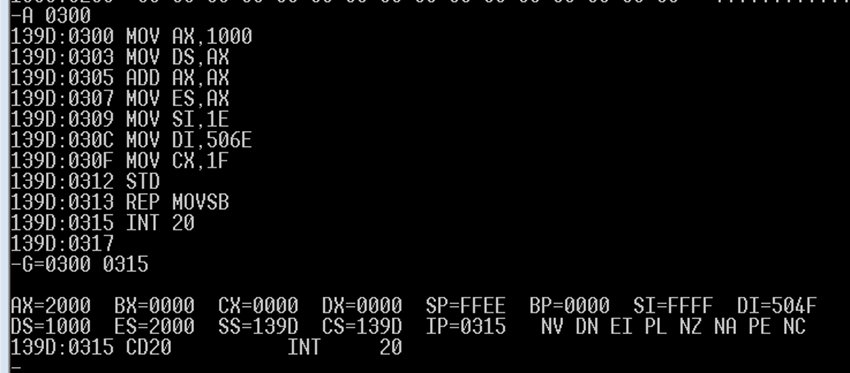 -A 0300
139D:0300 MOV AX,1000
139D:0303 MOV DS,AX
139D:0305 ADD AX,AX
139D:0307 MOV ES,AX
139D:0309 MOV SI,1E
139D:030C MOV DI,506E
139D:030F MOV CX,1F
139D:0312 STD
139D:0313 REP MOVSB
139D:0315 INT 20
139D:0317
-G=0300 0315
AX=2000 BX=0000 CX=0000 DX=0000 SP=FFEE BP=0000 SI=FFFF DI=504F
DS=1000 ES=2000 SS=139D CS=139D IP=0315 NV DN EI PL NZ NA PE NC
139D:0315 CD20 INT 20
-